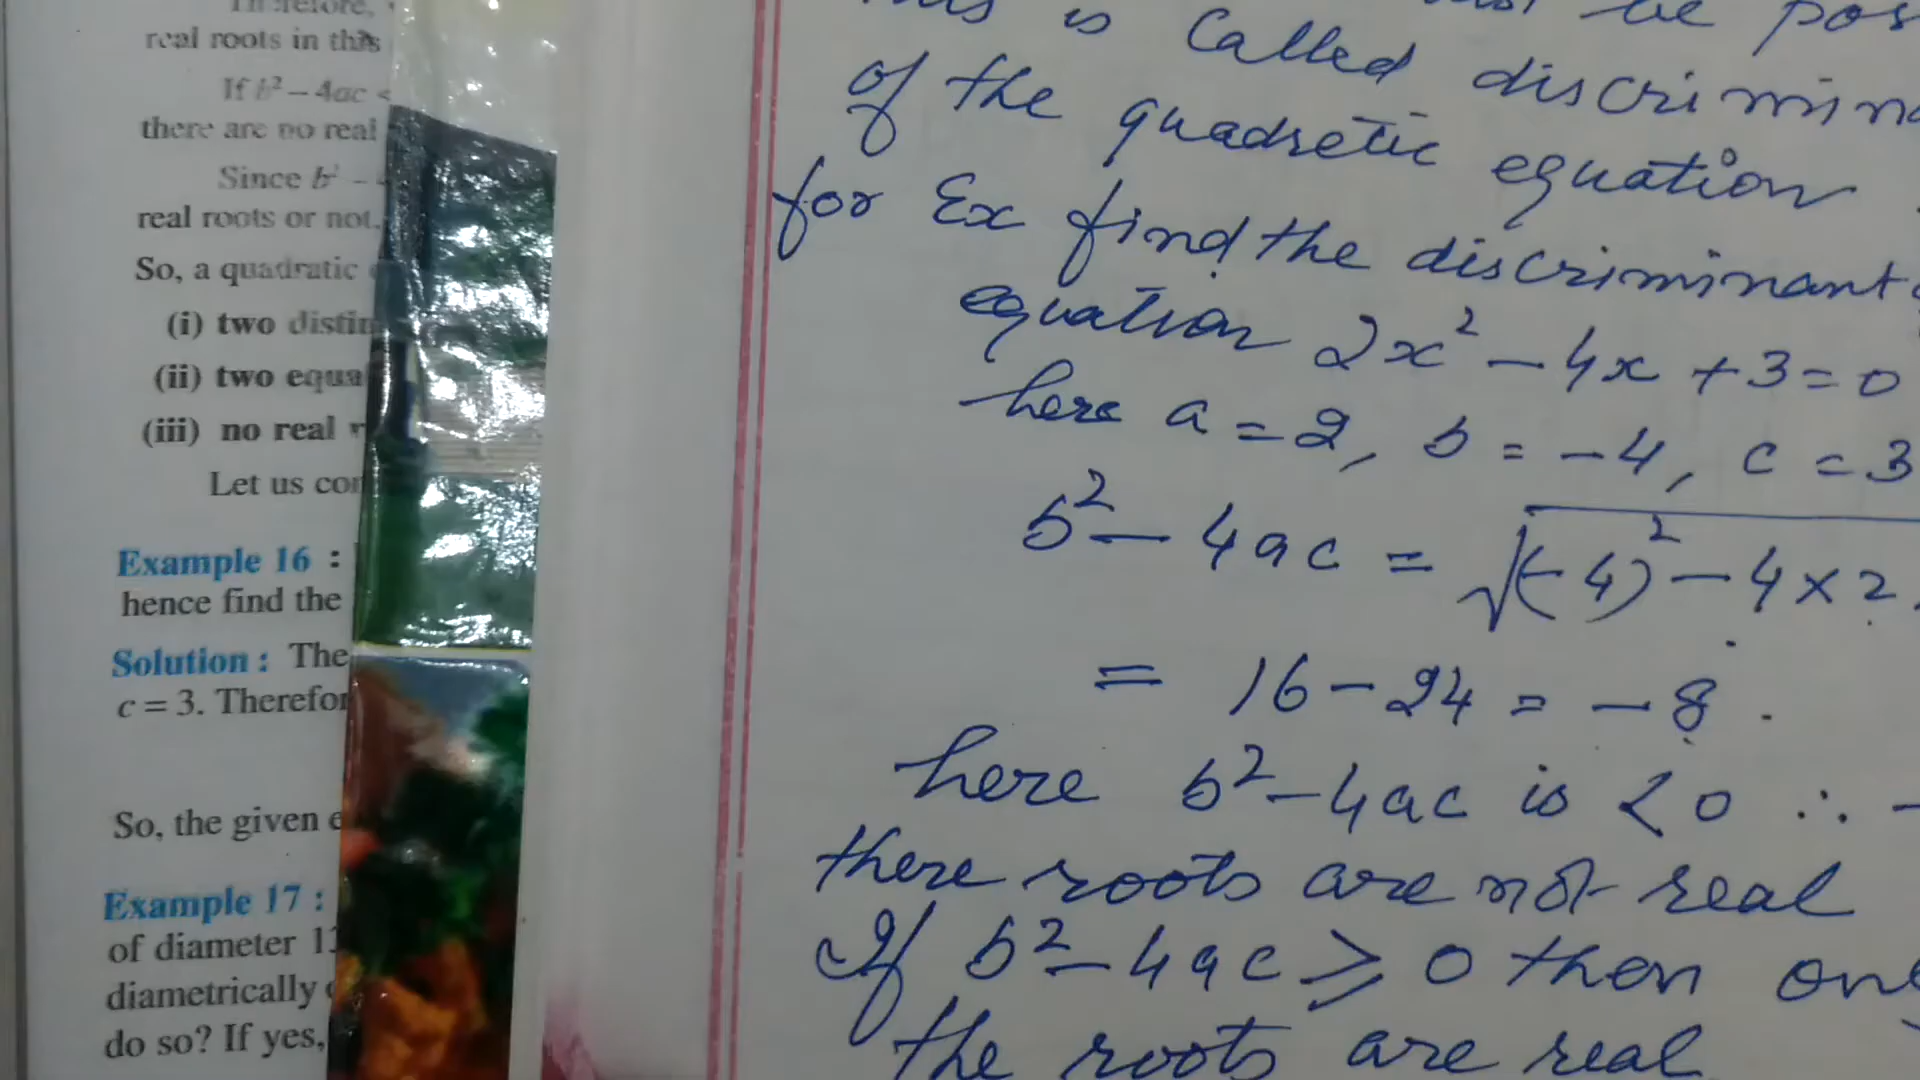 real roots in this
If b² – 4ac <
there are no real
Since b² –
real roots or not.
So, a quadratic
(i) two distin
(ii) two equa
(iii) no real r
Let us con
Example 16 :
hence find the
Solution : The
c = 3. Therefor
So, the given e
Example 17 :
of diameter 13
diametrically
do so? If yes,
is called discrimina
of the quadretic equation
for Ex find the discriminant
equation 2x² – 4x + 3 = 0
here a = 2, b = –4, c = 3
b² – 4ac = √(–4)² – 4 × 2
= 16 – 24 = – 8 .
here b² – 4ac is < 0 ∴
there roots are not real
If b² – 4ac ≥ 0 then on
the roots are real